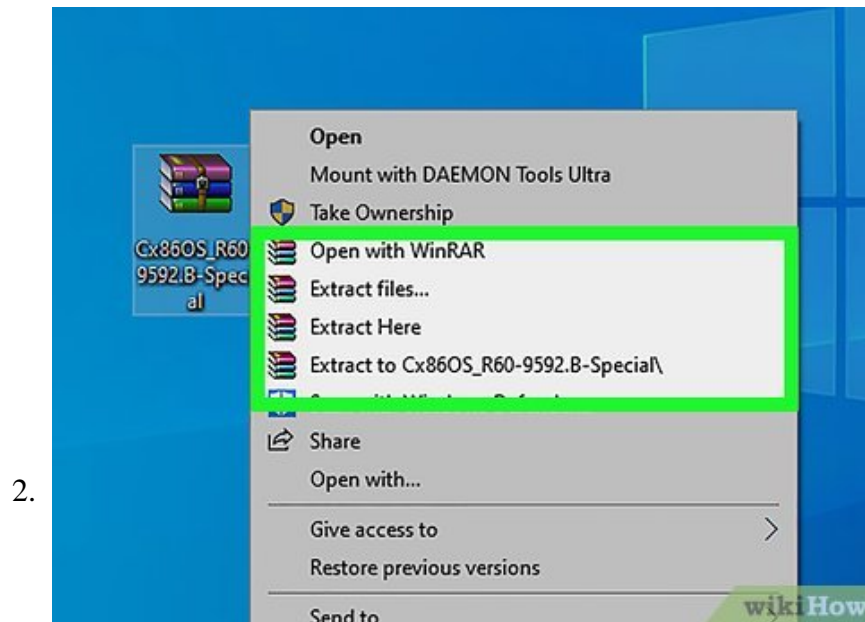 Open
Mount with DAEMON Tools Ultra
Take Ownership
Cx86OS_R60
9592.B-Spec
al
Open with WinRAR
Extract files...
Extract Here
Extract to Cx86OS_R60-9592.B-Special\
Share
Open with...
2.
Give access to
Restore previous versions
Send to
wikiHow